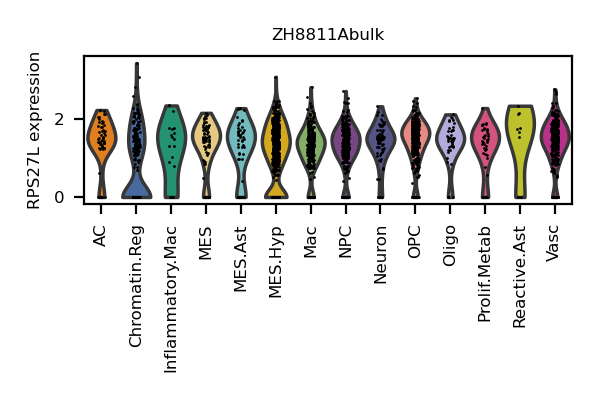 ZH8811Abulk
RPS27L expression
2
0
AC
Chromatin.Reg
Inflammatory.Mac
MES
MES.Ast
MES.Hyp
Mac
NPC
Neuron
OPC
Oligo
Prolif.Metab
Reactive.Ast
Vasc